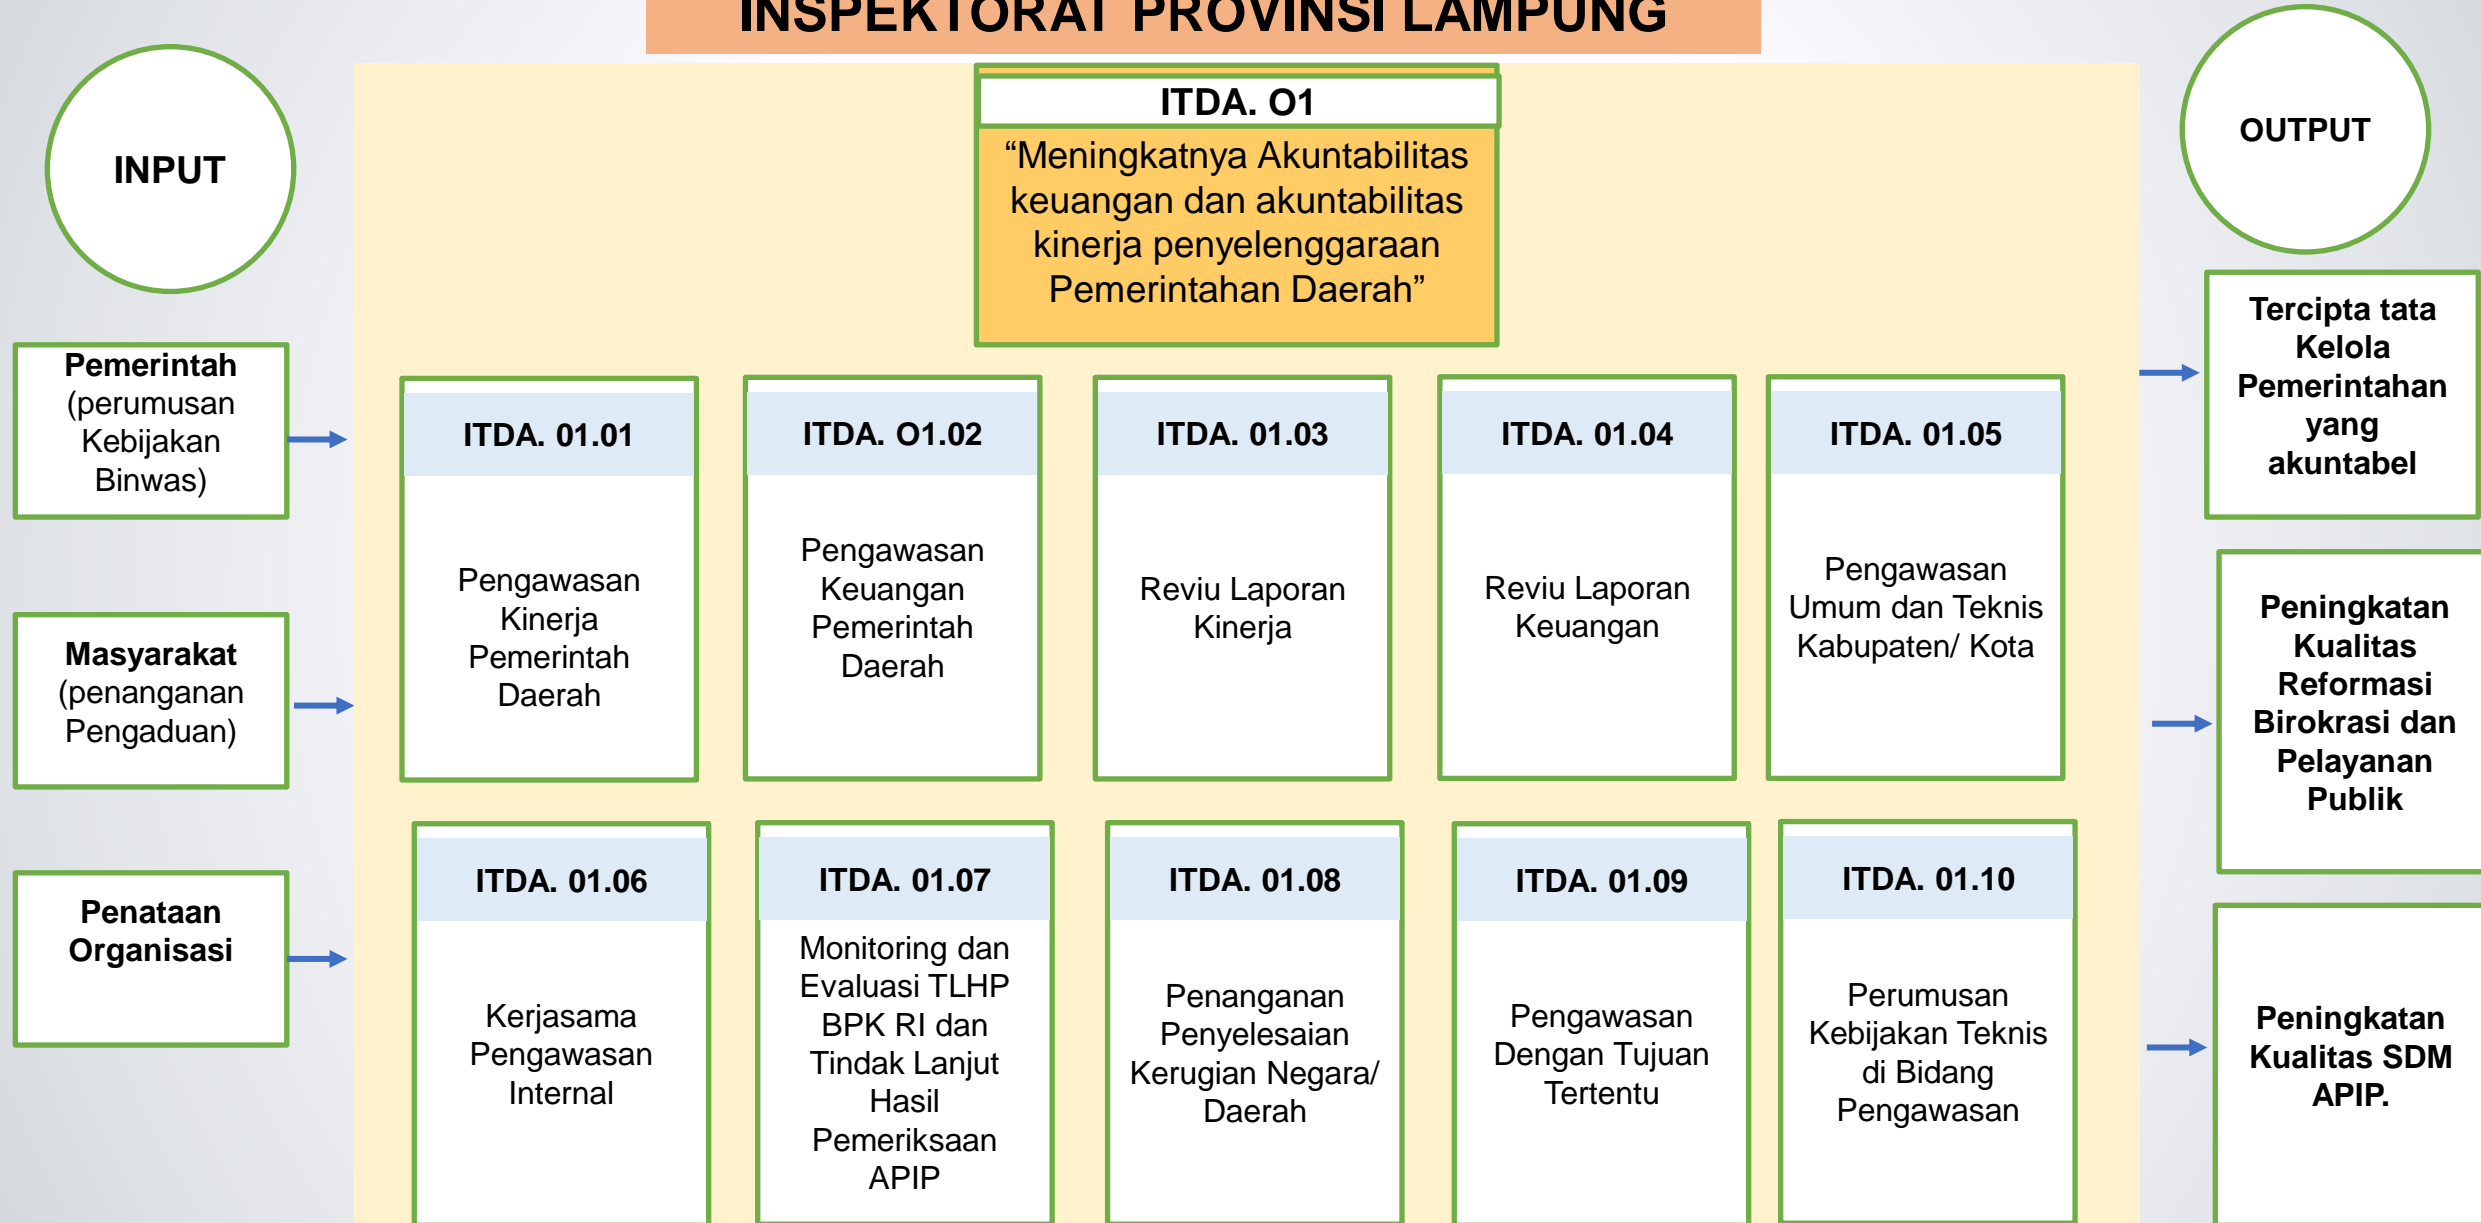 INSPEKTORAT PROVINSI LAMPUNG
INPUT
Pemerintah
(perumusan
Kebijakan
Binwas)
Masyarakat
(penanganan
Pengaduan)
Penataan
Organisasi
ITDA. O1
“Meningkatnya Akuntabilitas
keuangan dan akuntabilitas
kinerja penyelenggaraan
Pemerintahan Daerah”
ITDA. 01.01
Pengawasan
Kinerja
Pemerintah
Daerah
ITDA. O1.02
Pengawasan
Keuangan
Pemerintah
Daerah
ITDA. 01.03
Reviu Laporan
Kinerja
ITDA. 01.04
Reviu Laporan
Keuangan
ITDA. 01.05
Pengawasan
Umum dan Teknis
Kabupaten/ Kota
ITDA. 01.06
Kerjasama
Pengawasan
Internal
ITDA. 01.07
Monitoring dan
Evaluasi TLHP
BPK RI dan
Tindak Lanjut
Hasil
Pemeriksaan
APIP
ITDA. 01.08
Penanganan
Penyelesaian
Kerugian Negara/
Daerah
ITDA. 01.09
Pengawasan
Dengan Tujuan
Tertentu
ITDA. 01.10
Perumusan
Kebijakan Teknis
di Bidang
Pengawasan
OUTPUT
Tercipta tata
Kelola
Pemerintahan
yang
akuntabel
Peningkatan
Kualitas
Reformasi
Birokrasi dan
Pelayanan
Publik
Peningkatan
Kualitas SDM
APIP.